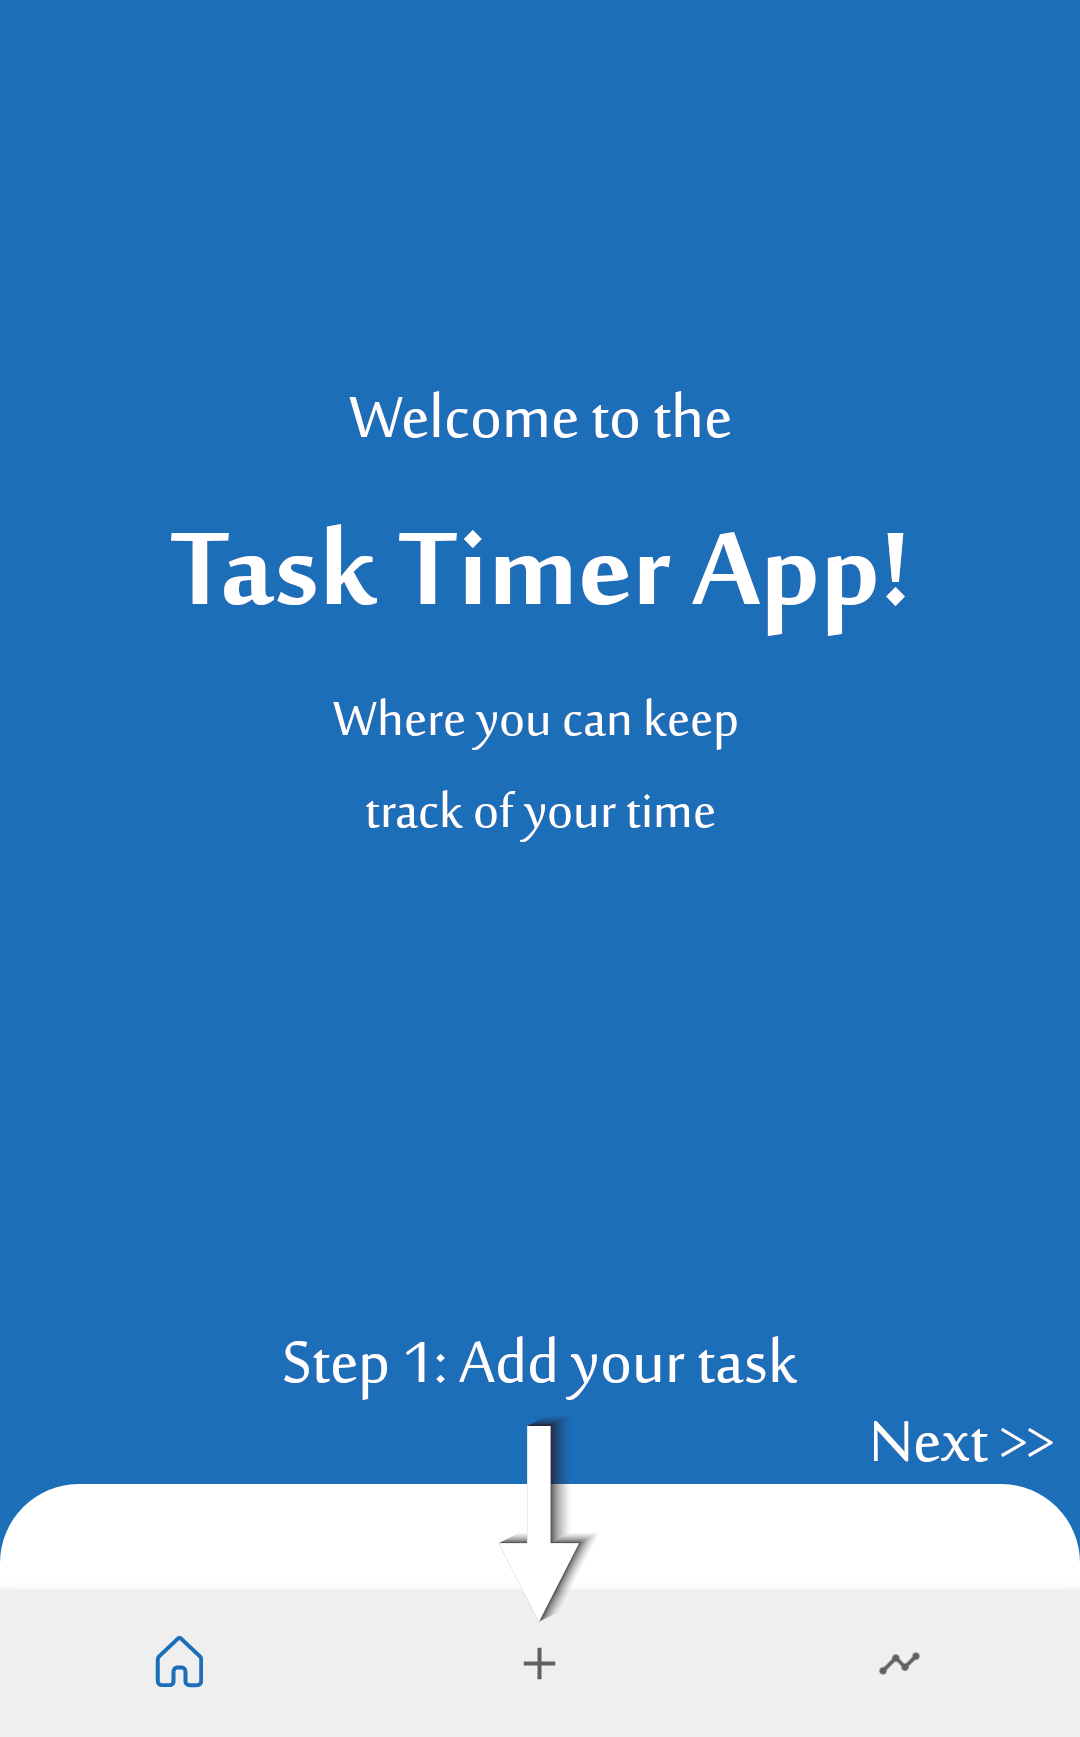 Welcome to the
Task Timer App!
Where you can keep
track of your time
Step 1: Add your task
Next >>